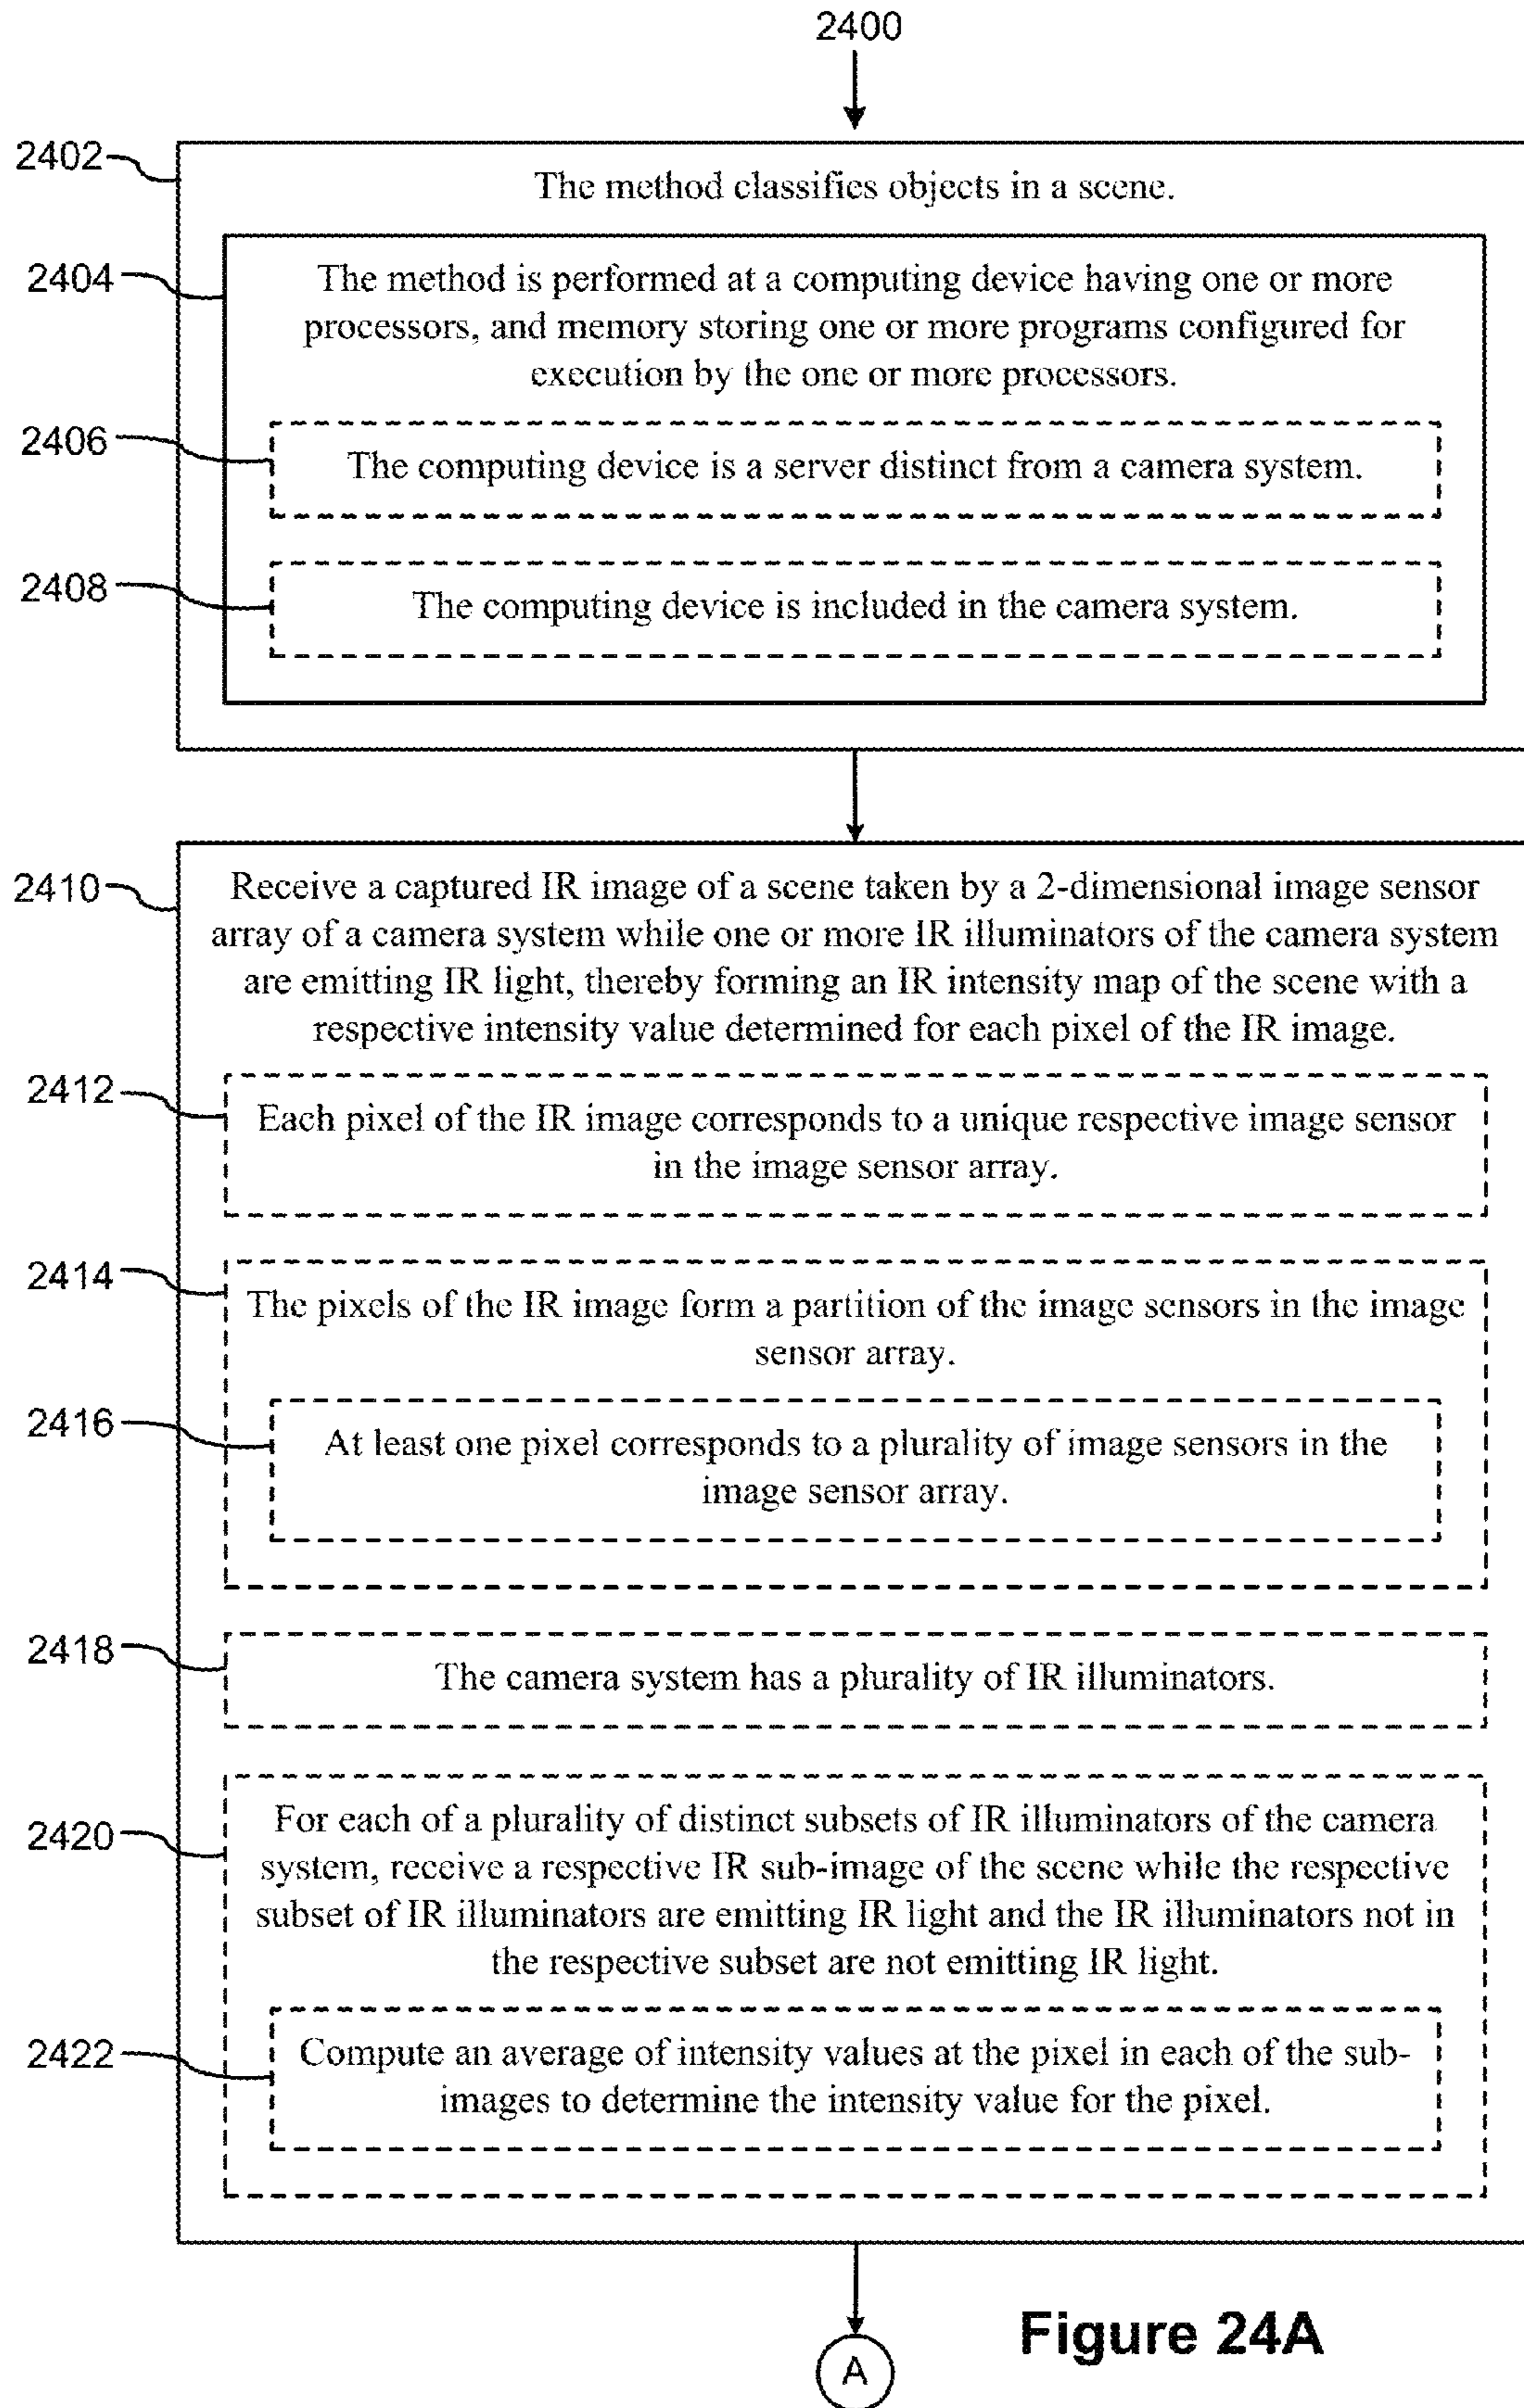 2400
2402
The method classifies objects in a scene.
2404
The method is performed at a computing device having one or more
processors, and memory storing one or more programs configured for
execution by the one or more processors.
2406
The computing device is a server distinct from a camera system.
2408
The computing device is included in the camera system.
2410
Receive a captured IR image of a scene taken by a 2-dimensional image sensor
array of a camera system while one or more IR illuminators of the camera system
are emitting IR light, thereby forming an IR intensity map of the scene with a
respective intensity value determined for each pixel of the IR image.
2412
Each pixel of the IR image corresponds to a unique respective image sensor
in the image sensor array.
2414
The pixels of the IR image form a partition of the image sensors in the image
sensor array.
2416
At least one pixel corresponds to a plurality of image sensors in the
image sensor array.
2418
The camera system has a plurality of IR illuminators.
2420
For each of a plurality of distinct subsets of IR illuminators of the camera
system, receive a respective IR sub-image of the scene while the respective
subset of IR illuminators are emitting IR light and the IR illuminators not in
the respective subset are not emitting IR light.
2422
Compute an average of intensity values at the pixel in each of the sub-
images to determine the intensity value for the pixel.
A
Figure 24A